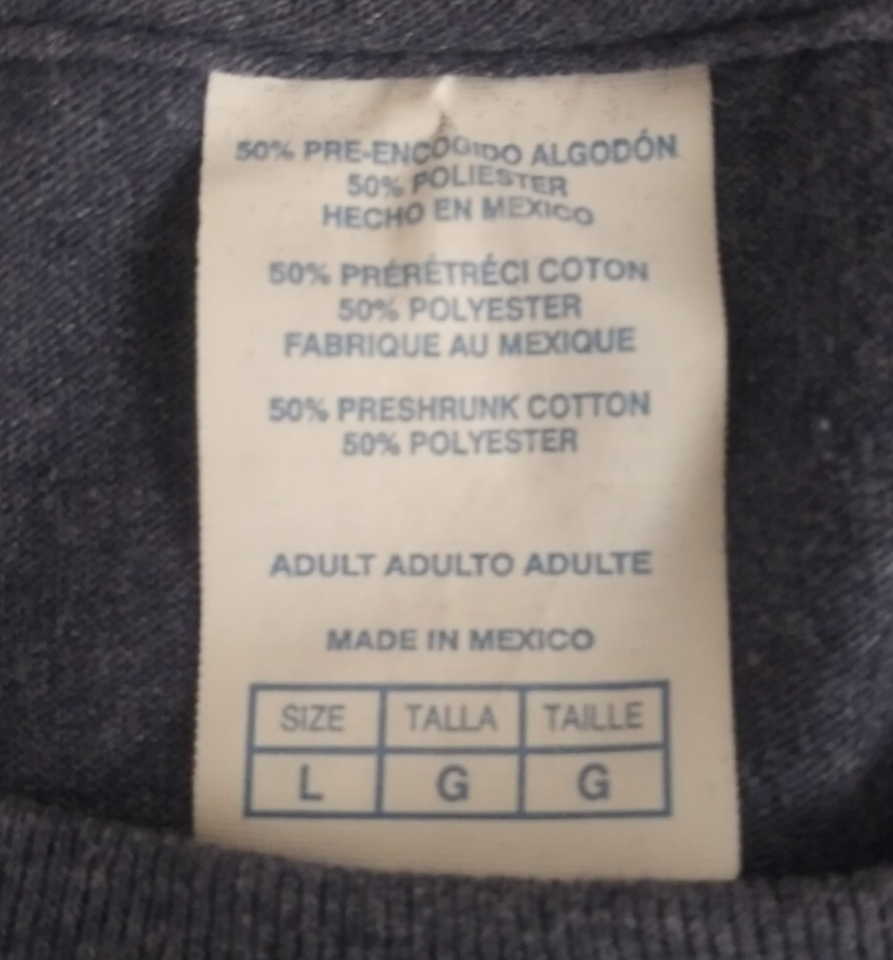 50% PRE-ENCOGIDO ALGODÓN
50% POLIESTER
HECHO EN MEXICO
50% PRÉRÉTRÉCI COTON
50% POLYESTER
FABRIQUE AU MEXIQUE
50% PRESHRUNK COTTON
50% POLYESTER
ADULT ADULTO ADULTE
MADE IN MEXICO
SIZE TALLA TAILLE
L G G